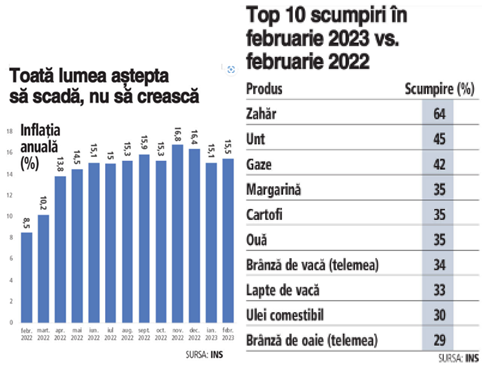 Toată lumea aștepta
să scadă, nu să crească
Inflația
anuală
(%)
18
16
14
12
10
8
6
4
2
0
8,5
10,2
13,8
14,5
15,1
15
15,3
15,9
15,3
16,8
16,4
15,1
15,5
febr. 2022
mart. 2022
apr. 2022
mai 2022
iun. 2022
iul. 2022
aug. 2022
sept. 2022
oct. 2022
nov. 2022
dec. 2022
ian. 2023
febr. 2023
SURSA: INS
Top 10 scumpiri în
februarie 2023 vs.
februarie 2022
Produs Scumpire (%)
Zahăr 64
Unt 45
Gaze 42
Margarină 35
Cartofi 35
Ouă 35
Brânză de vacă (telemea) 34
Lapte de vacă 33
Ulei comestibil 30
Brânză de oaie (telemea) 29
SURSA: INS